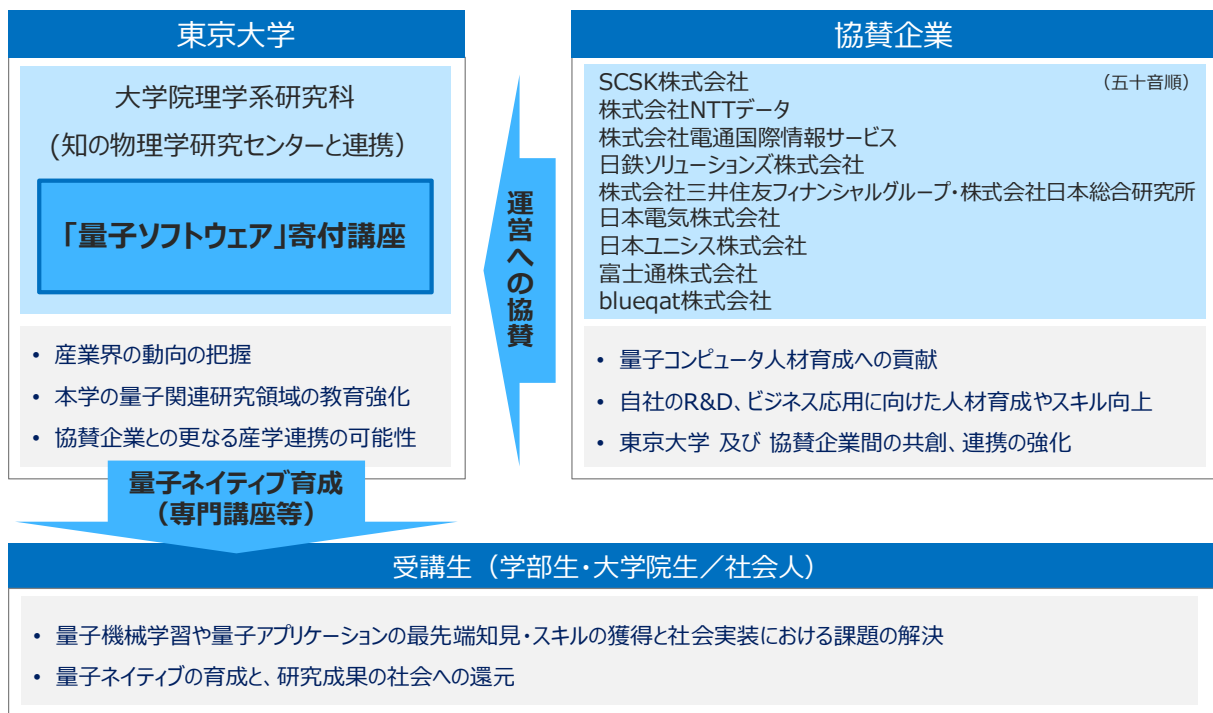 東京大学
大学院理学系研究科
(知の物理学研究センターと連携）
「量子ソフトウェア」寄付講座
• 産業界の動向の把握
• 本学の量子関連研究領域の教育強化
• 協賛企業との更なる産学連携の可能性
運営への協賛
協賛企業
SCSK株式会社 （五十音順）
株式会社NTTデータ
株式会社電通国際情報サービス
日鉄ソリューションズ株式会社
株式会社三井住友フィナンシャルグループ・株式会社日本総合研究所
日本電気株式会社
日本ユニシス株式会社
富士通株式会社
blueqat株式会社
• 量子コンピュータ人材育成への貢献
• 自社のR&D、ビジネス応用に向けた人材育成やスキル向上
• 東京大学 及び 協賛企業間の共創、連携の強化
量子ネイティブ育成
（専門講座等）
受講生（学部生・大学院生／社会人）
• 量子機械学習や量子アプリケーションの最先端知見・スキルの獲得と社会実装における課題の解決
• 量子ネイティブの育成と、研究成果の社会への還元